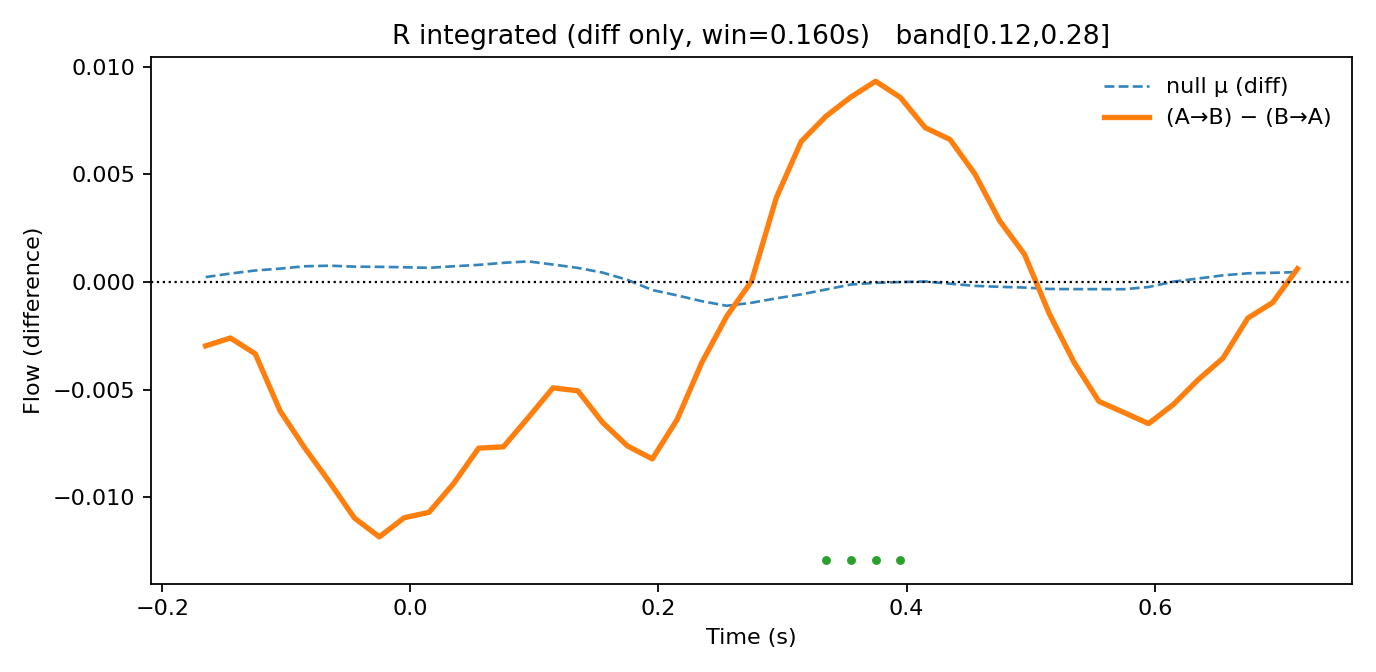 R integrated (diff only, win=0.160s)   band[0.12,0.28]
0.010
0.005
0.000
−0.005
−0.010
Flow (difference)
null μ (diff)
(A→B) − (B→A)
−0.2
0.0
0.2
0.4
0.6
Time (s)